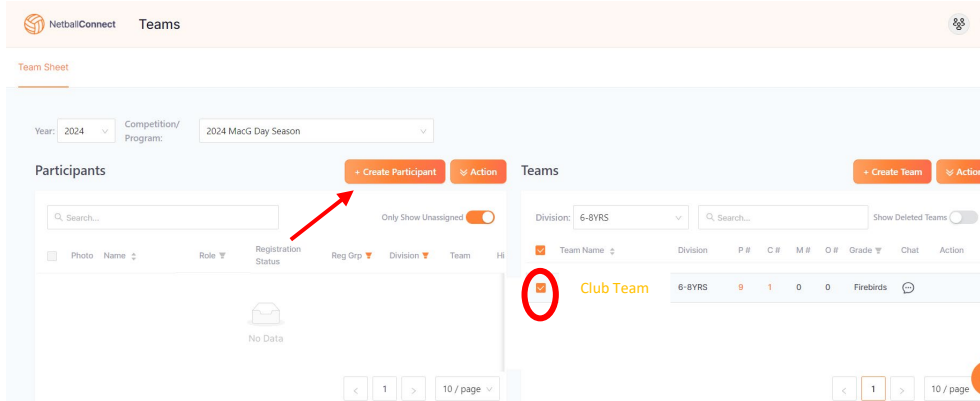 NetballConnect Teams
Team Sheet
Year: 2024 Competition/ Program: 2024 MacG Day Season
Participants + Create Participant Action
Search... Only Show Unassigned
Photo Name Role Registration Status Reg Grp Division Team Hi
No Data
1 10 / page
Teams + Create Team Action
Division: 6-8YRS Search... Show Deleted Teams
Team Name Division P # C # M # O # Grade Chat Action
Club Team 6-8YRS 9 1 0 0 Firebirds
1 10 / page